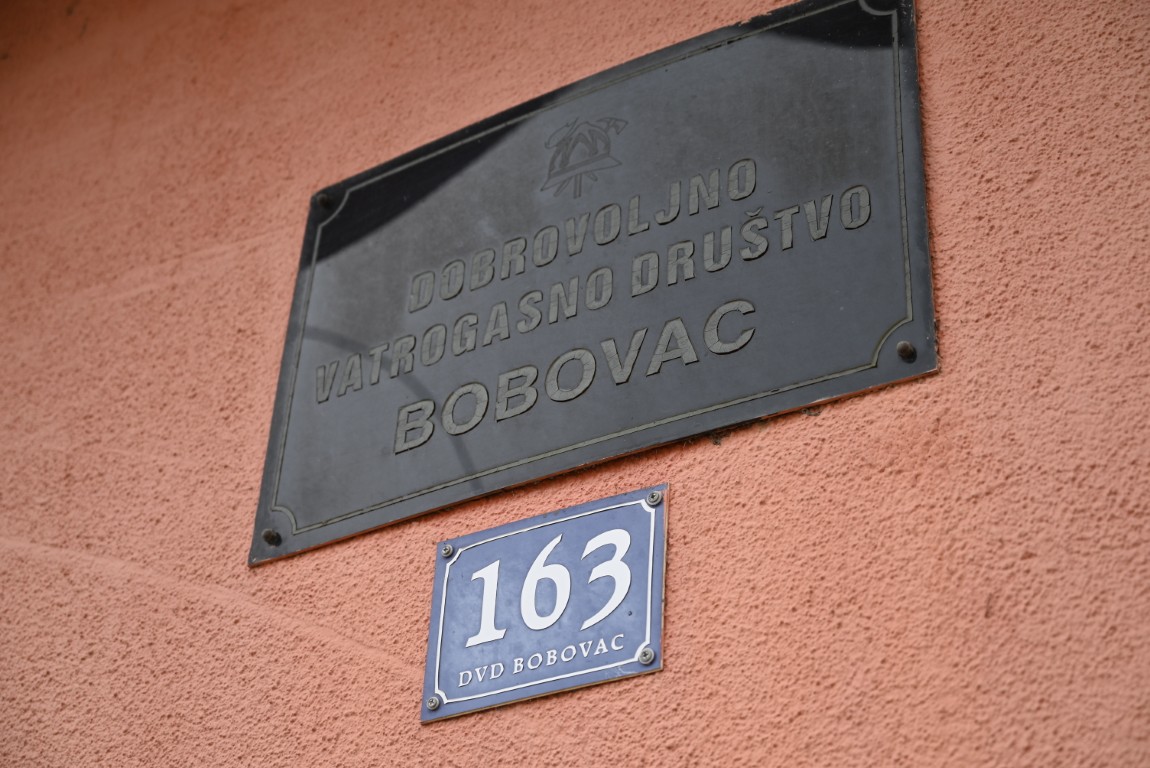 DOBROVOLJNO
VATROGASNO DRUŠTVO
BOBOVAC
163
DVD BOBOVAC